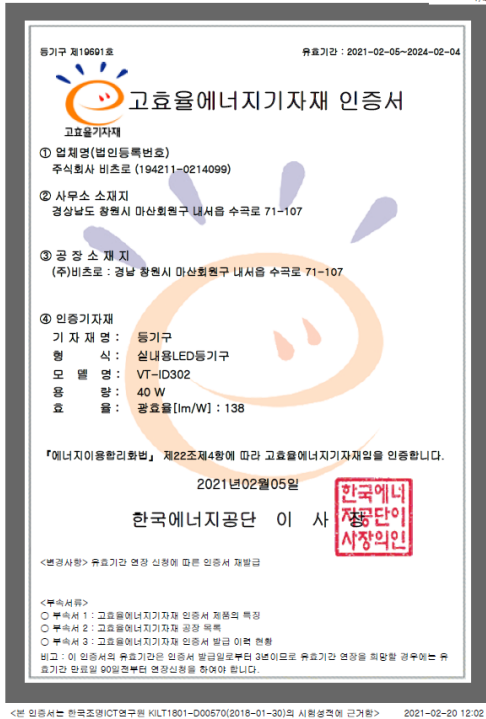 등기구 제19691호
유효기간 : 2021-02-05~2024-02-04
고효율기자재
고효율에너지기자재 인증서
① 업체명(법인등록번호)
주식회사 비츠로 (194211-0214099)
② 사무소 소재지
경상남도 창원시 마산회원구 내서읍 수곡로 71-107
③ 공 장 소 재 지
(주)비츠로 : 경남 창원시 마산회원구 내서읍 수곡로 71-107
④ 인증기자재
기 자 재 명 : 등기구
형 식 : 실내용LED등기구
모 델 명 : VT-ID302
용 량 : 40 W
효 율 : 광효율[lm/W] : 138
『에너지이용합리화법』 제22조제4항에 따라 고효율에너지기자재임을 인증합니다.
2021년02월05일
한국에너지공단 이 사 장
한국에너
지공단이
사장의인
<변경사항> 유효기간 연장 신청에 따른 인증서 재발급
<부속서류>
○ 부속서 1 : 고효율에너지기자재 인증서 제품의 특징
○ 부속서 2 : 고효율에너지기자재 공장 목록
○ 부속서 3 : 고효율에너지기자재 인증서 발급 이력 현황
비고 : 이 인증서의 유효기간은 인증서 발급일로부터 3년이므로 유효기간 연장을 희망할 경우에는 유
효기간 만료일 90일전부터 연장신청을 하여야 합니다.
<본 인증서는 한국조명ICT연구원 KILT1801-D00570(2018-01-30)의 시험성적에 근거함>
2021-02-20 12:02